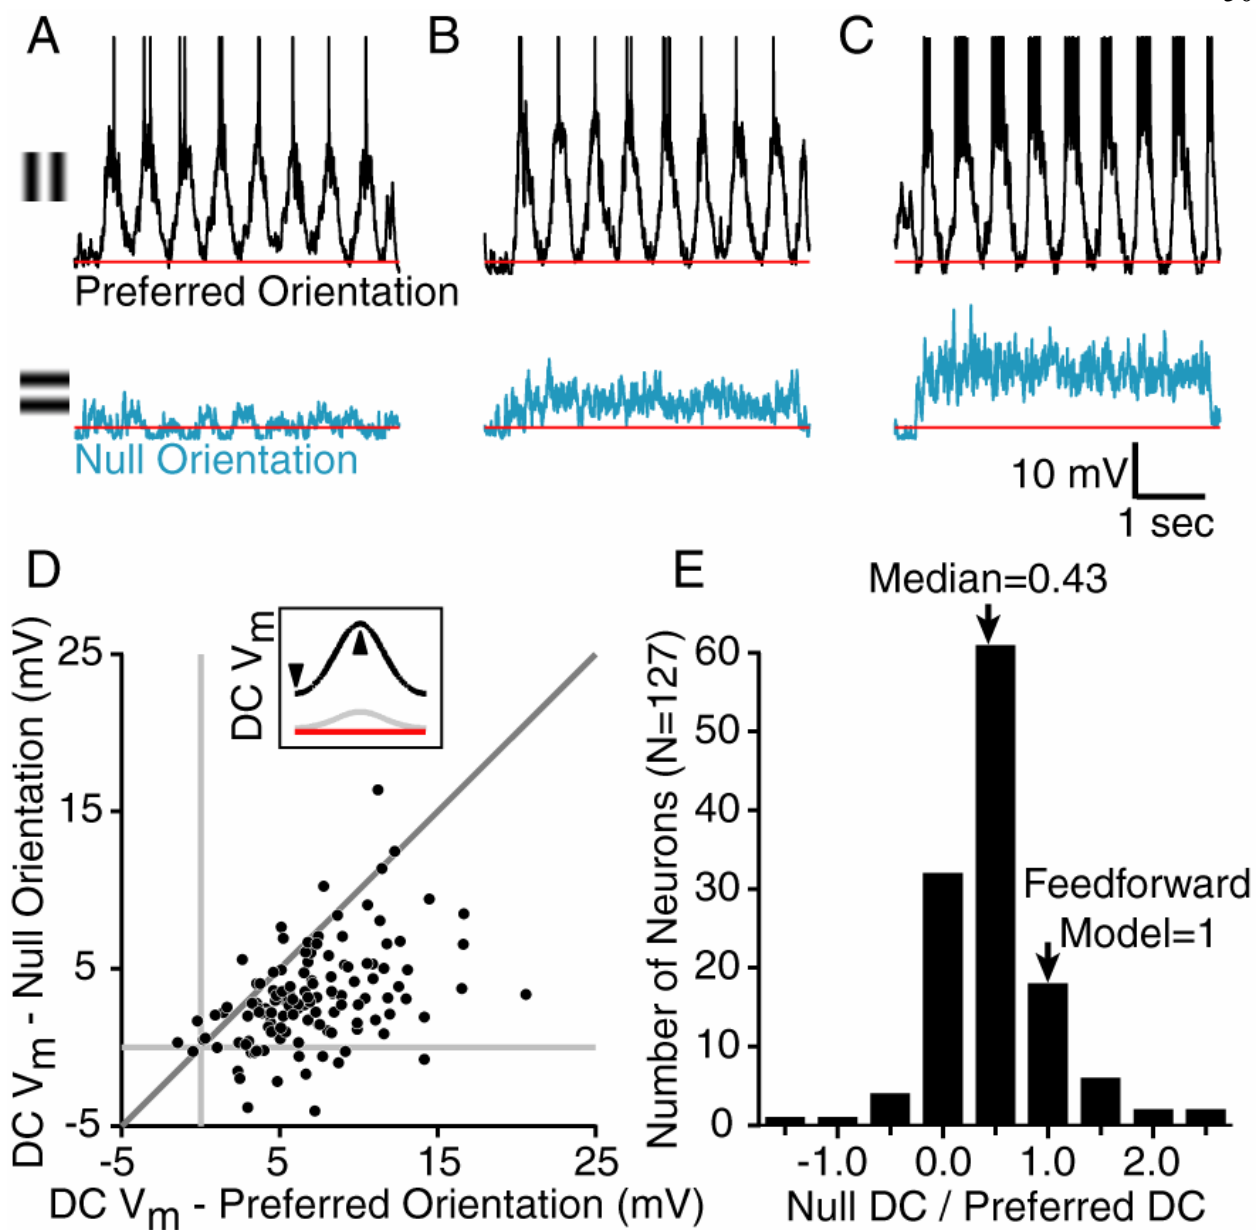 A
B
C
Preferred Orientation
Null Orientation
10 mV
1 sec
D
DC Vm - Null Orientation (mV)
25
15
5
-5
DC Vm
-5
5
15
25
DC Vm - Preferred Orientation (mV)
E
Median=0.43
Number of Neurons (N=127)
60
50
40
30
20
10
0
Feedforward
Model=1
-1.0
0.0
1.0
2.0
Null DC / Preferred DC